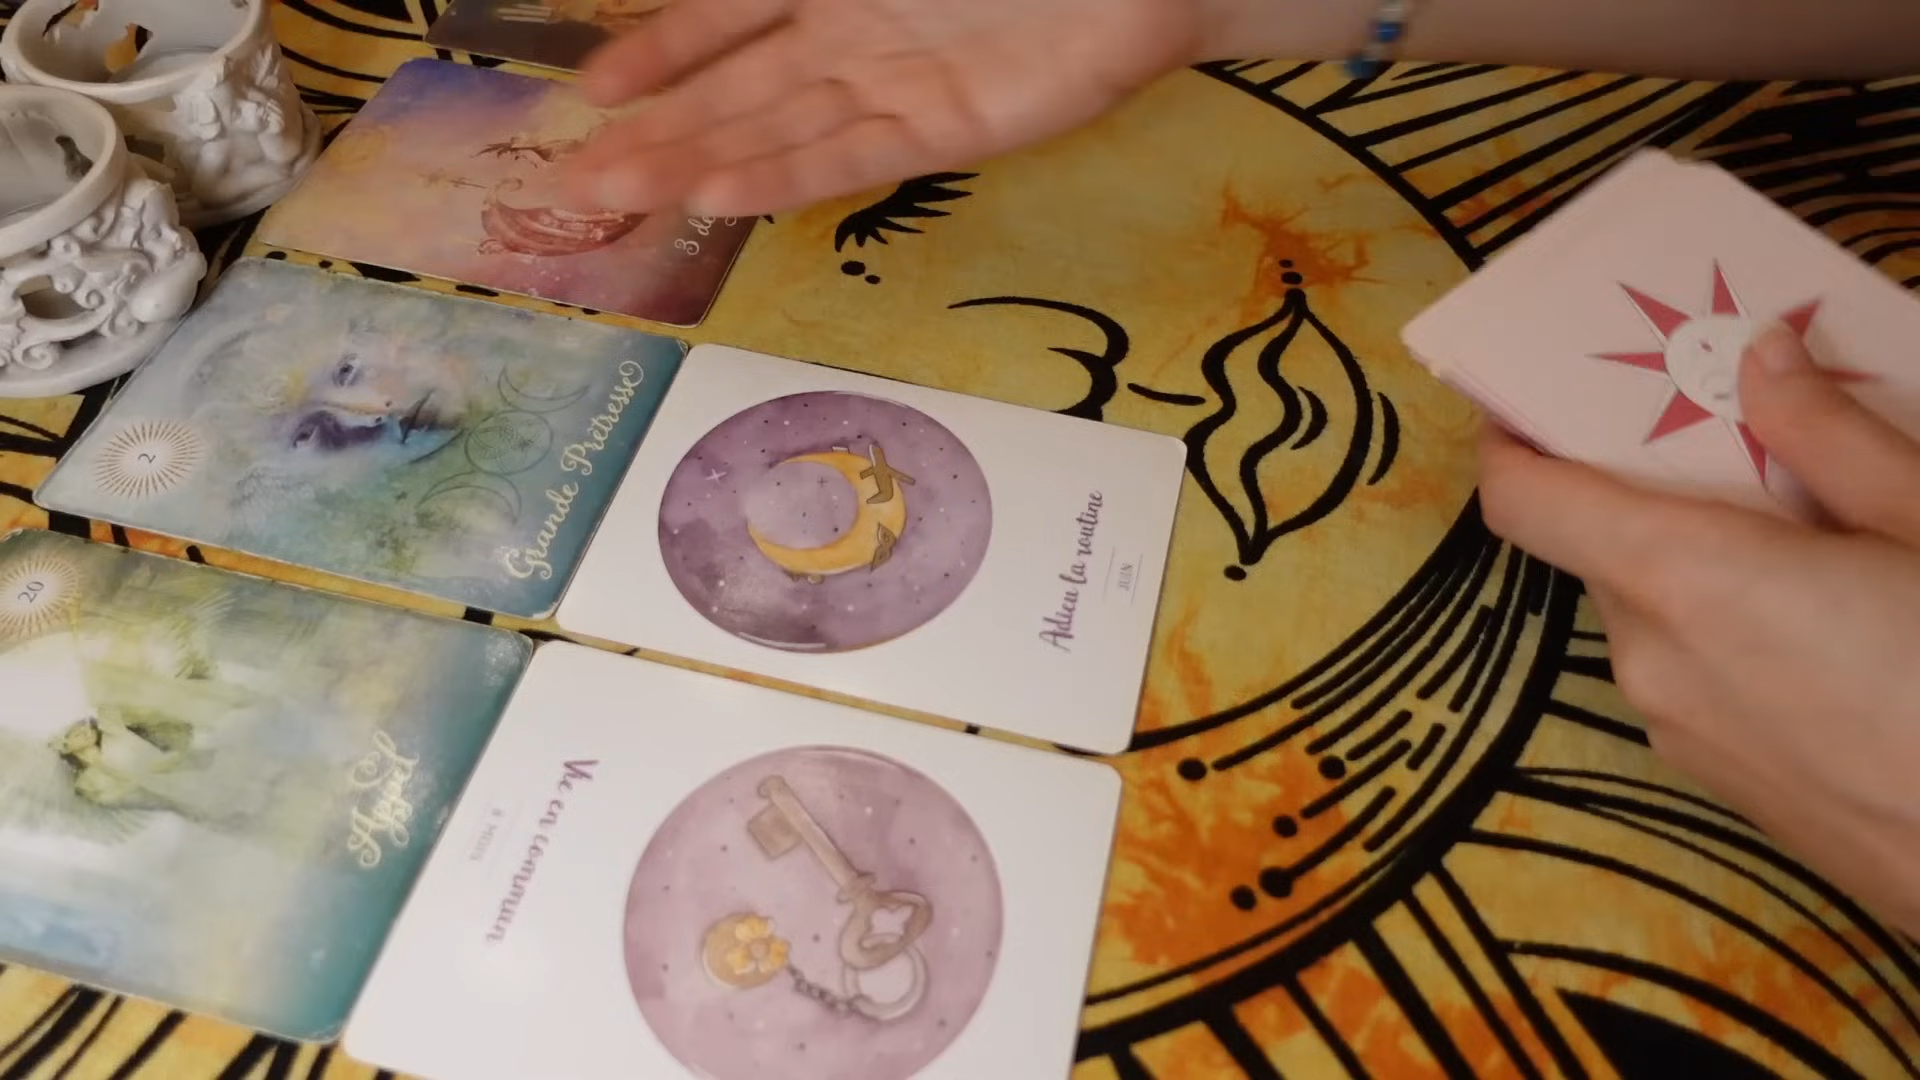 3 de
2
Grande Prêtresse
Adieu la routine
JUIN
20
Appel
Vie en commun